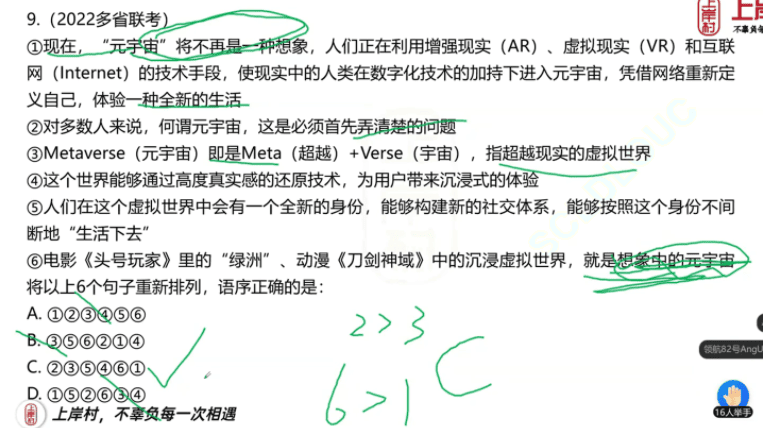 9.（2022多省联考）
上岸
①现在，“元宇宙”将不再是一种想象，人们正在利用增强现实（AR）、虚拟现实（VR）和互联
网（Internet）的技术手段，使现实中的人类在数字化技术的加持下进入元宇宙，凭借网络重新定
义自己，体验一种全新的生活
②对多数人来说，何谓元宇宙，这是必须首先弄清楚的问题
③Metaverse（元宇宙）即是Meta（超越）+Verse（宇宙），指超越现实的虚拟世界
④这个世界能够通过高度真实感的还原技术，为用户带来沉浸式的体验
⑤人们在这个虚拟世界中会有一个全新的身份，能够构建新的社交体系，能够按照这个身份不间
断地“生活下去”
⑥电影《头号玩家》里的“绿洲”、动漫《刀剑神域》中的沉浸虚拟世界，就是想象中的元宇宙
将以上6个句子重新排列，语序正确的是：
A. ①②③④⑤⑥
B. ③⑤⑥②①④
C. ②③⑤④⑥①
D. ①⑤②⑥③④
2>3
6>1
C
领航82号AngU
16人举手
上岸村，不辜负每一次相遇